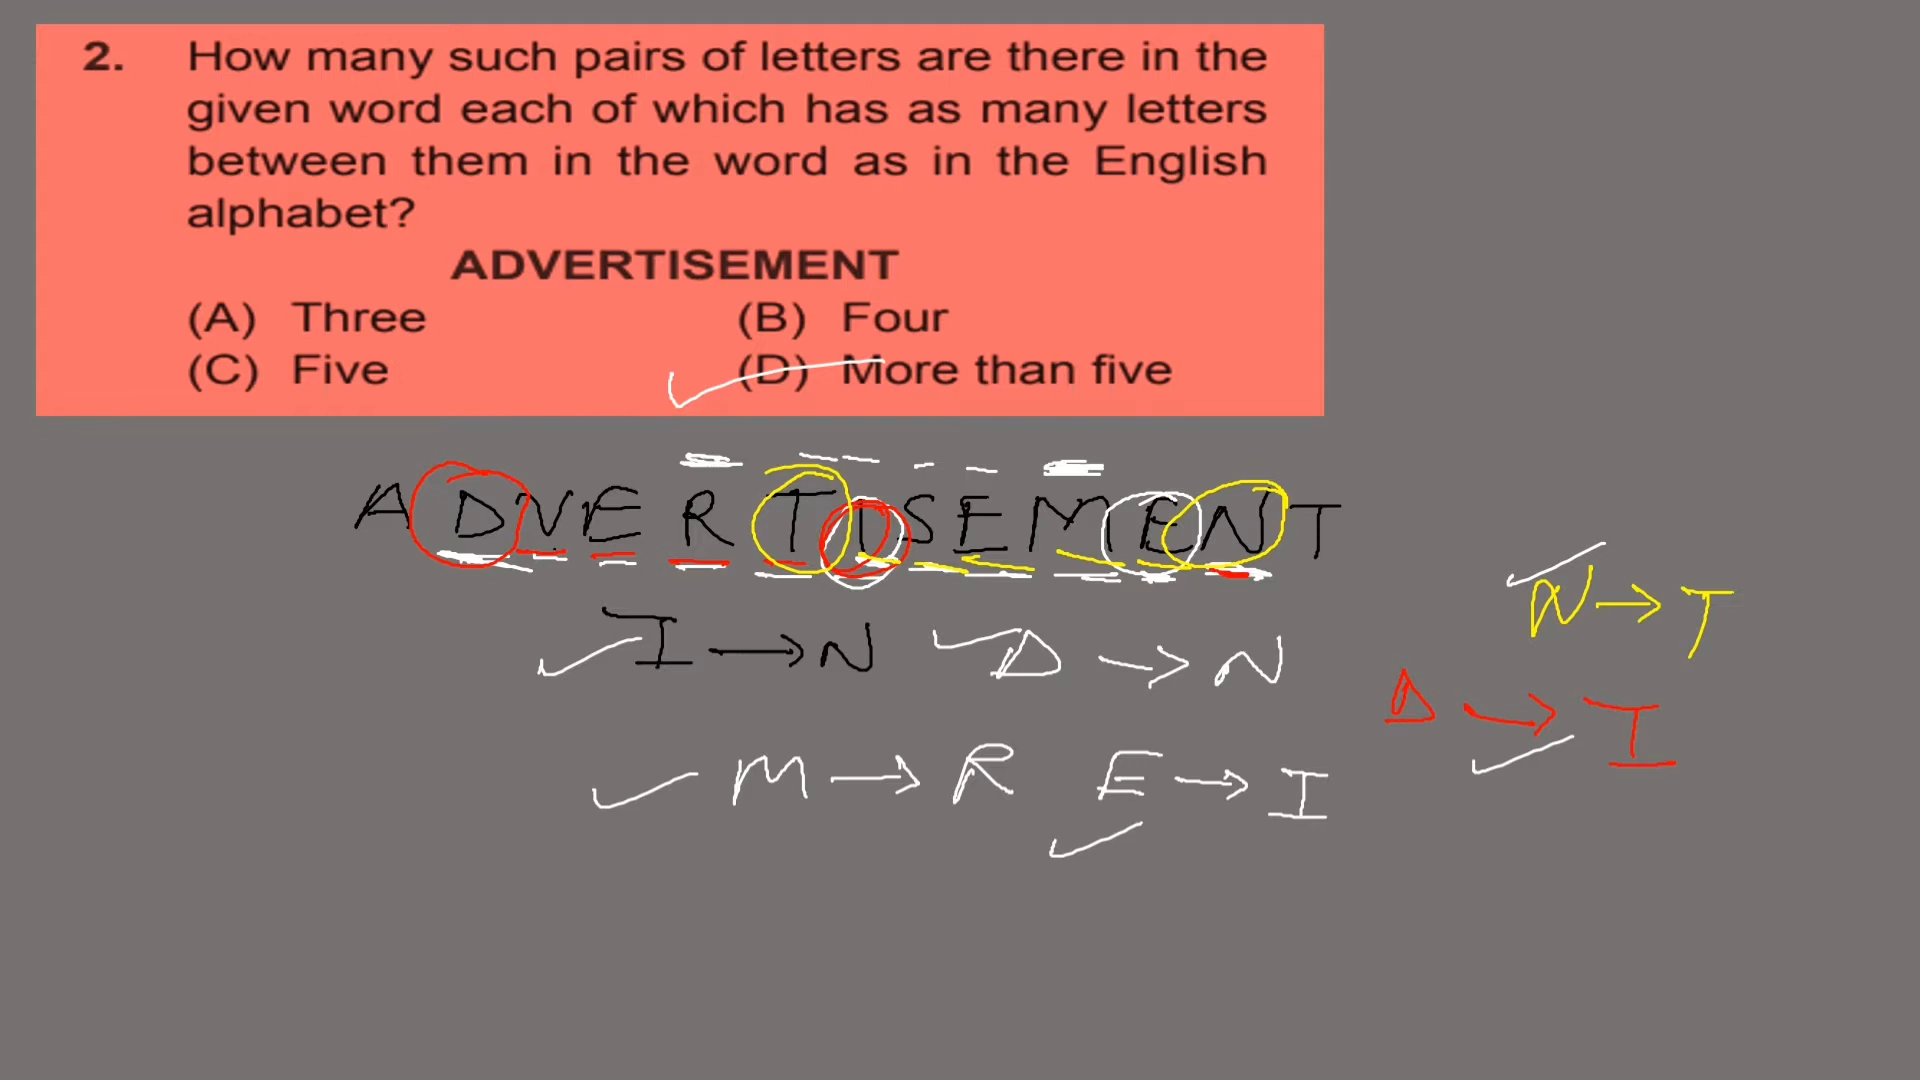 2. How many such pairs of letters are there in the
given word each of which has as many letters
between them in the word as in the English
alphabet?
ADVERTISEMENT
(A) Three (B) Four
(C) Five (D) More than five
ADVERTISEMENT
N → T
I → N D → N
D → I
M → R E → I